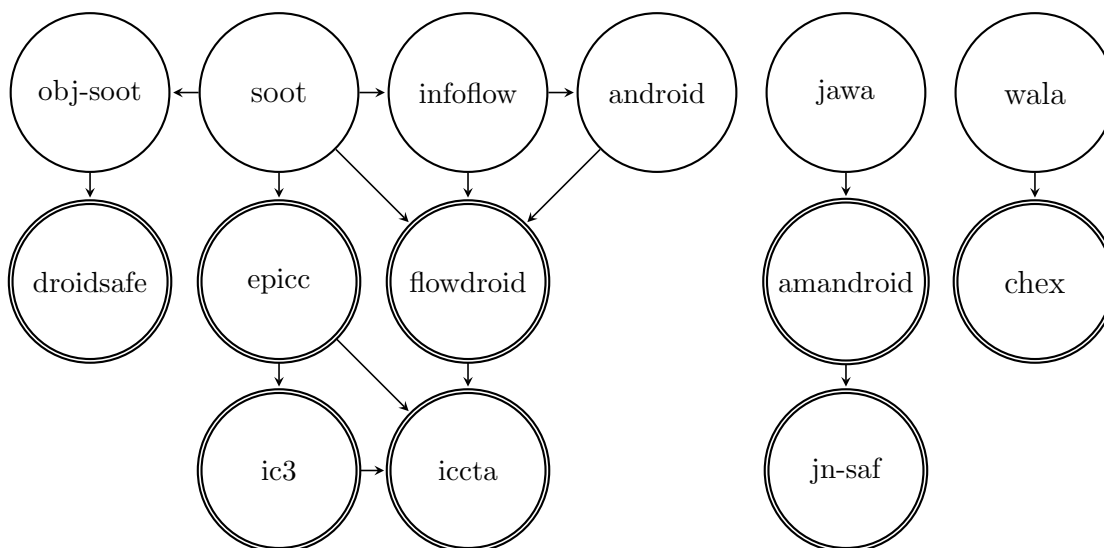 obj-soot
soot
infoflow
android
jawa
wala
droidsafe
epicc
flowdroid
amandroid
chex
ic3
iccta
jn-saf